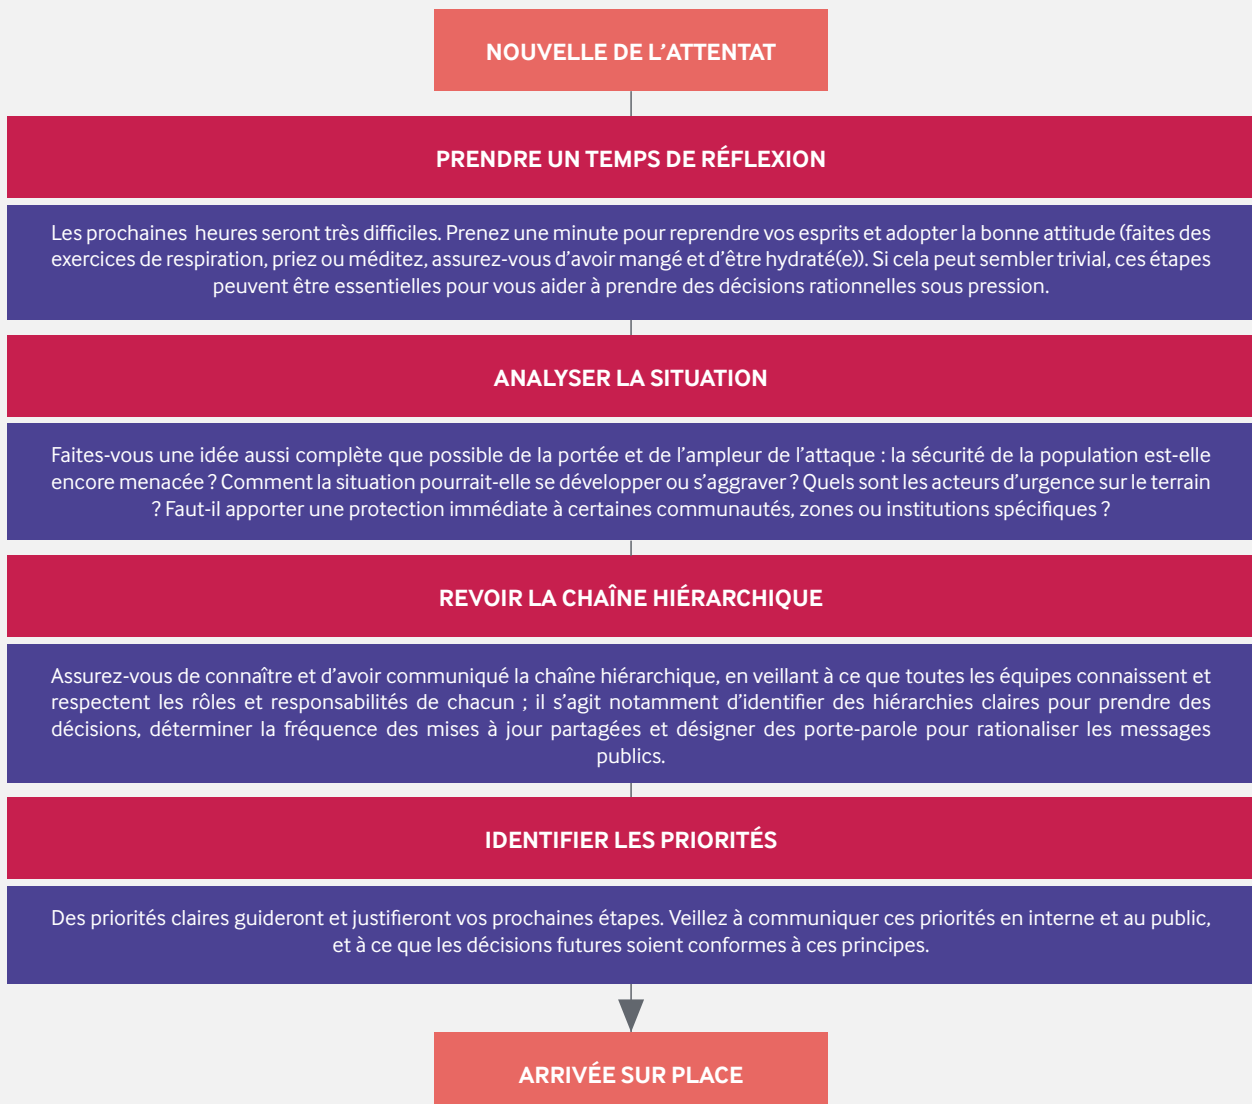 NOUVELLE DE L’ATTENTAT
PRENDRE UN TEMPS DE RÉFLEXION
Les prochaines heures seront très difficiles. Prenez une minute pour reprendre vos esprits et adopter la bonne attitude (faites des
exercices de respiration, priez ou méditez, assurez-vous d’avoir mangé et d’être hydraté(e)). Si cela peut sembler trivial, ces étapes
peuvent être essentielles pour vous aider à prendre des décisions rationnelles sous pression.
ANALYSER LA SITUATION
Faites-vous une idée aussi complète que possible de la portée et de l’ampleur de l’attaque : la sécurité de la population est-elle
encore menacée ? Comment la situation pourrait-elle se développer ou s’aggraver ? Quels sont les acteurs d’urgence sur le terrain
? Faut-il apporter une protection immédiate à certaines communautés, zones ou institutions spécifiques ?
REVOIR LA CHAÎNE HIÉRARCHIQUE
Assurez-vous de connaître et d’avoir communiqué la chaîne hiérarchique, en veillant à ce que toutes les équipes connaissent et
respectent les rôles et responsabilités de chacun ; il s’agit notamment d’identifier des hiérarchies claires pour prendre des
décisions, déterminer la fréquence des mises à jour partagées et désigner des porte-parole pour rationaliser les messages
publics.
IDENTIFIER LES PRIORITÉS
Des priorités claires guideront et justifieront vos prochaines étapes. Veillez à communiquer ces priorités en interne et au public,
et à ce que les décisions futures soient conformes à ces principes.
ARRIVÉE SUR PLACE